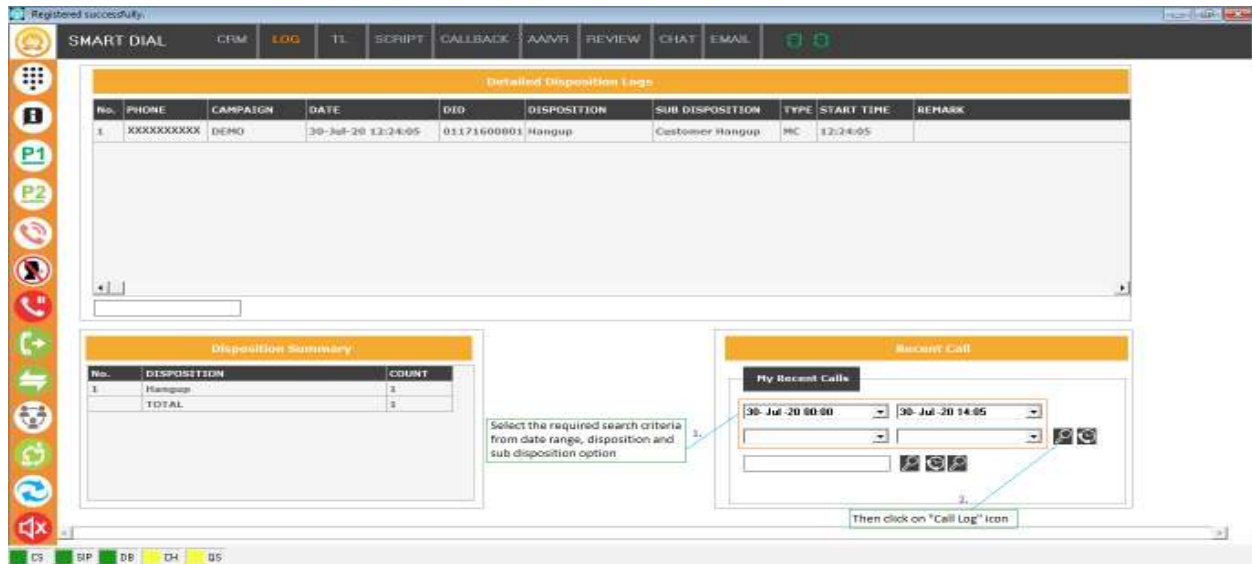 Registered successfully.
SMART DIAL CRM LOG TL SCRIPT CALLBACK AAIVR REVIEW CHAT EMAIL
Detailed Disposition Logs
No. PHONE CAMPAIGN DATE DID DISPOSITION SUB DISPOSITION TYPE START TIME REMARK
1 XXXXXXXXXX DEMO 30-Jul-20 12:24:05 01171600801 Hangup Customer Hangup MC 12:24:05
P1
P2
Disposition Summary
No. DISPOSITION COUNT
1 Hangup 1
TOTAL 1
Recent Call
My Recent Calls
30- Jul -20 00:00 30- Jul -20 14:05
Select the required search criteria
from date range, disposition and
sub disposition option
1.
2.
Then click on "Call Log" icon
CS SIP DB CH QS